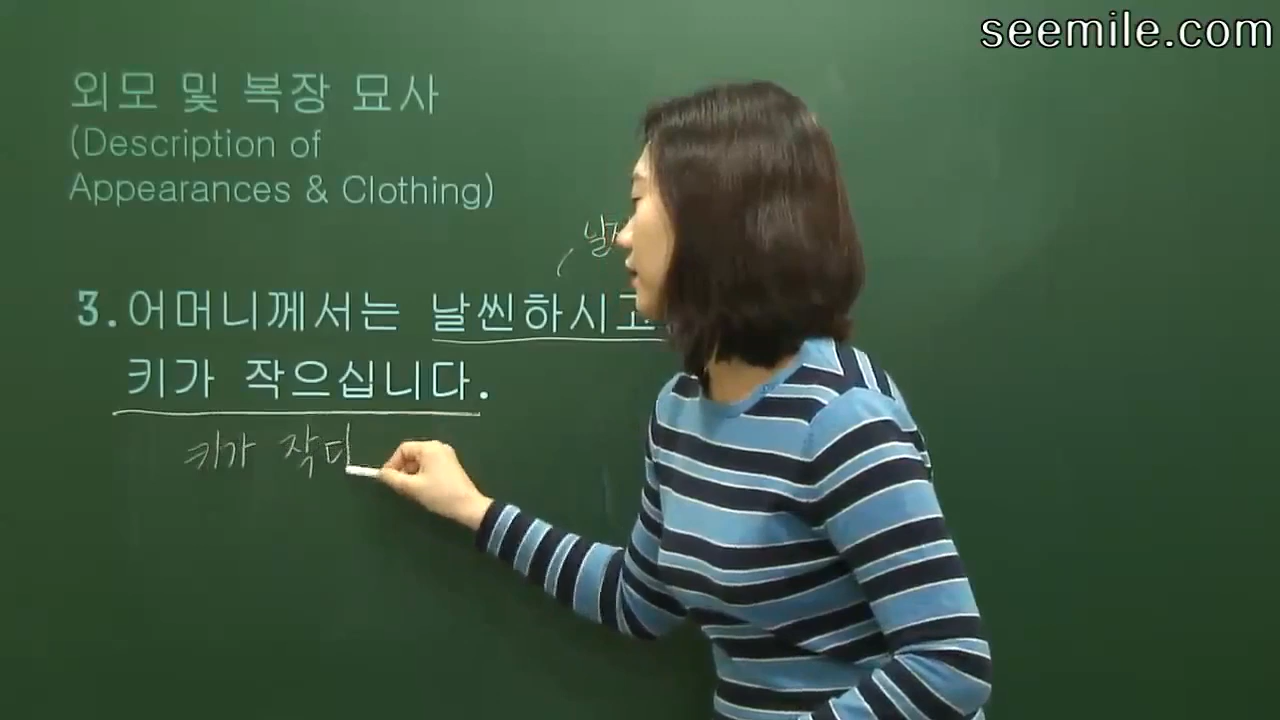 seemile.com
외모 및 복장 묘사
(Description of
Appearances & Clothing)
3. 어머니께서는 날씬하시고
키가 작으십니다.
키가 작다